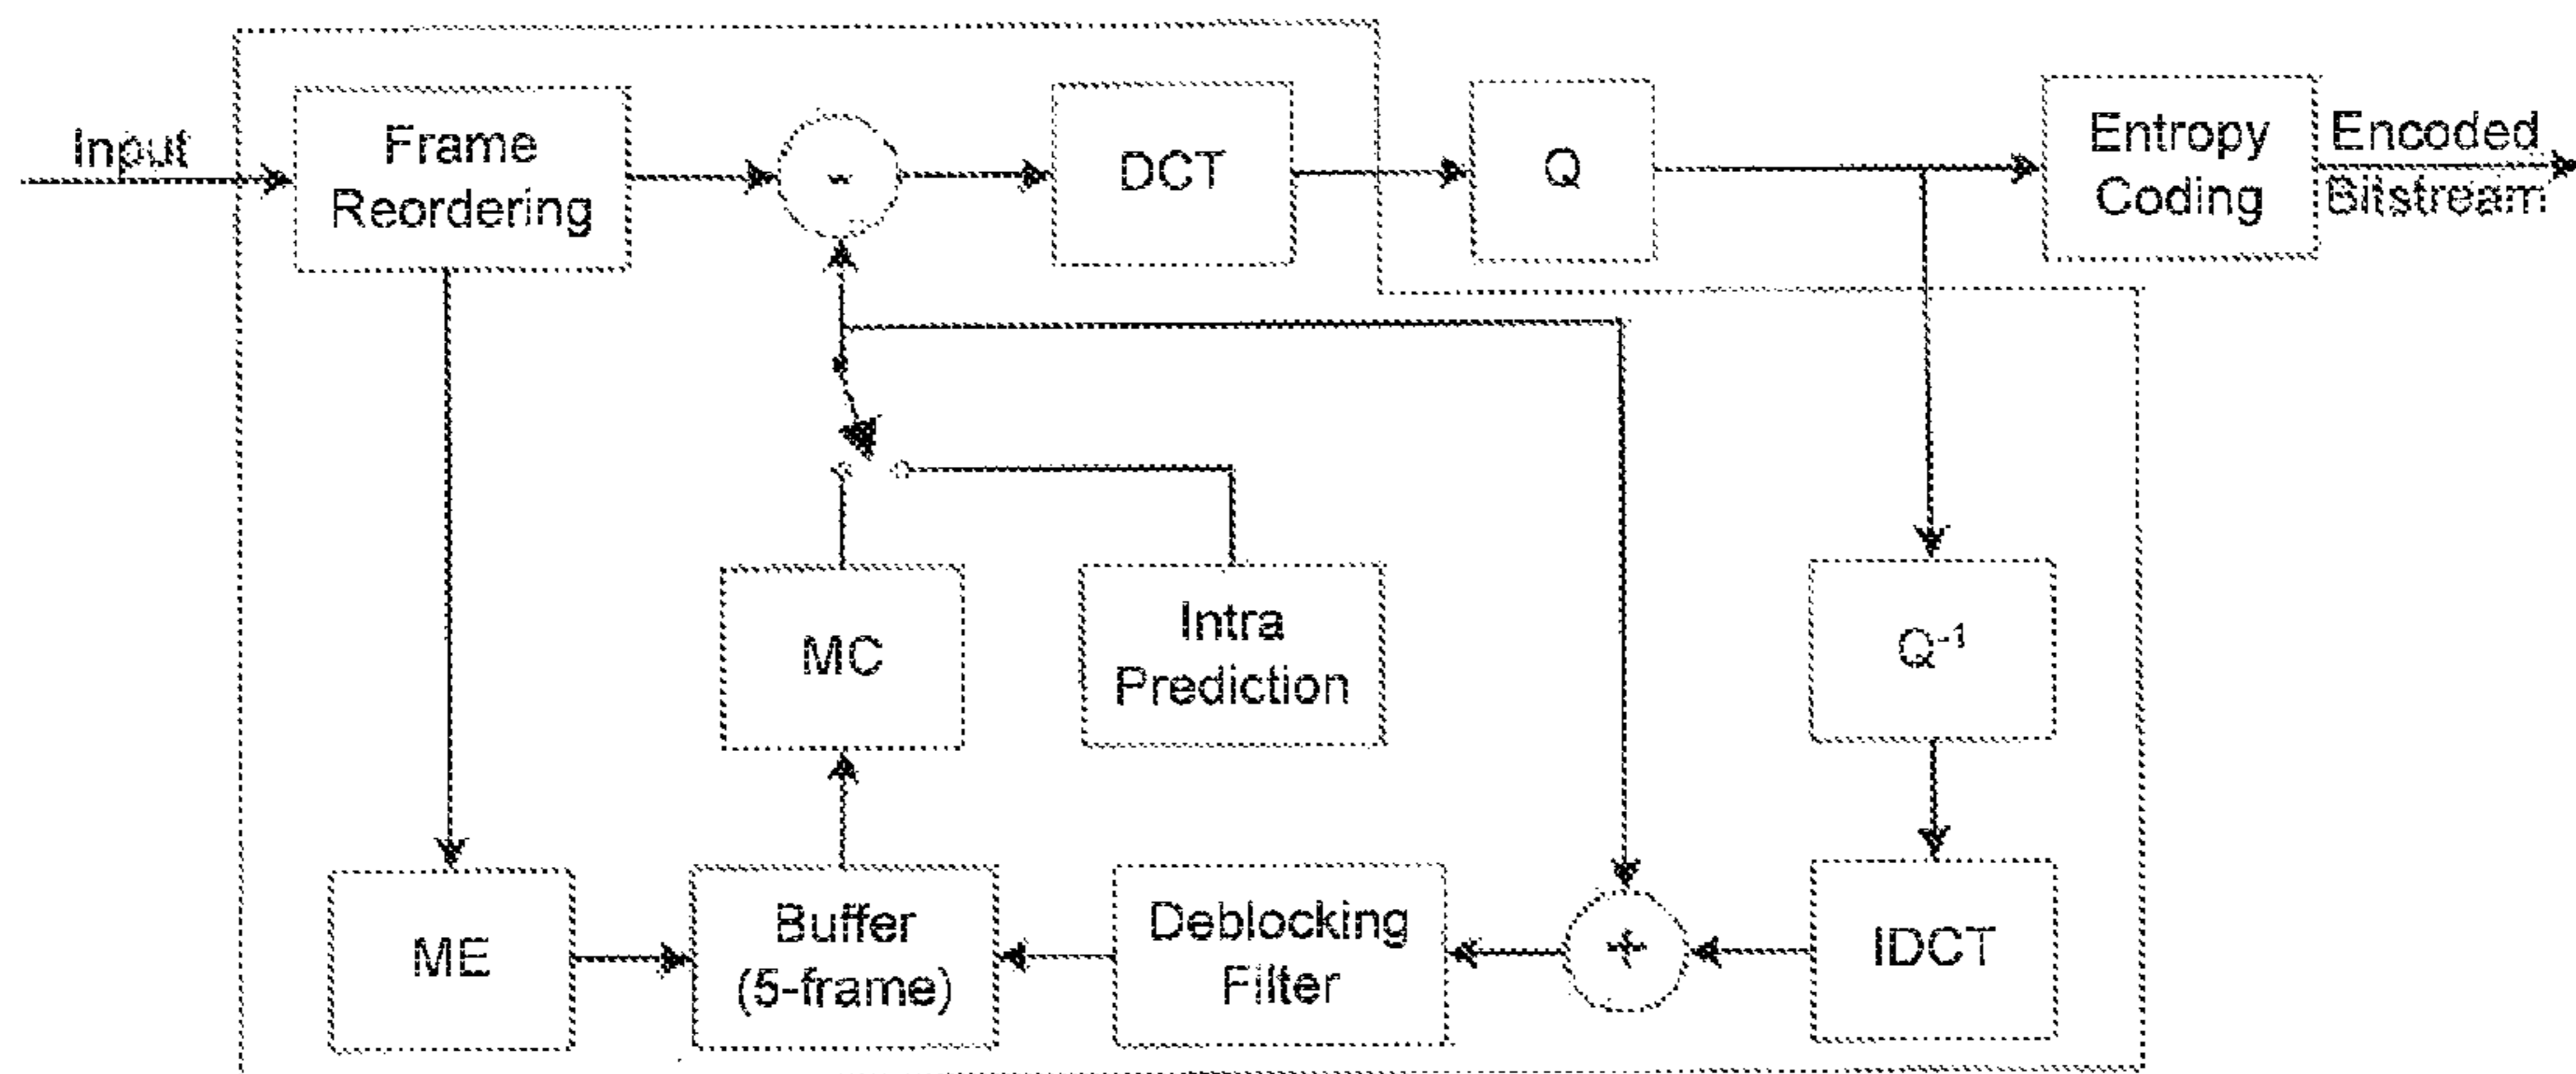 Input
Frame
Reordering
-
DCT
Q
Entropy
Coding
Encoded
Bitstream
MC
Intra
Prediction
Q⁻¹
ME
Buffer
(5-frame)
Deblocking
Filter
+
IDCT